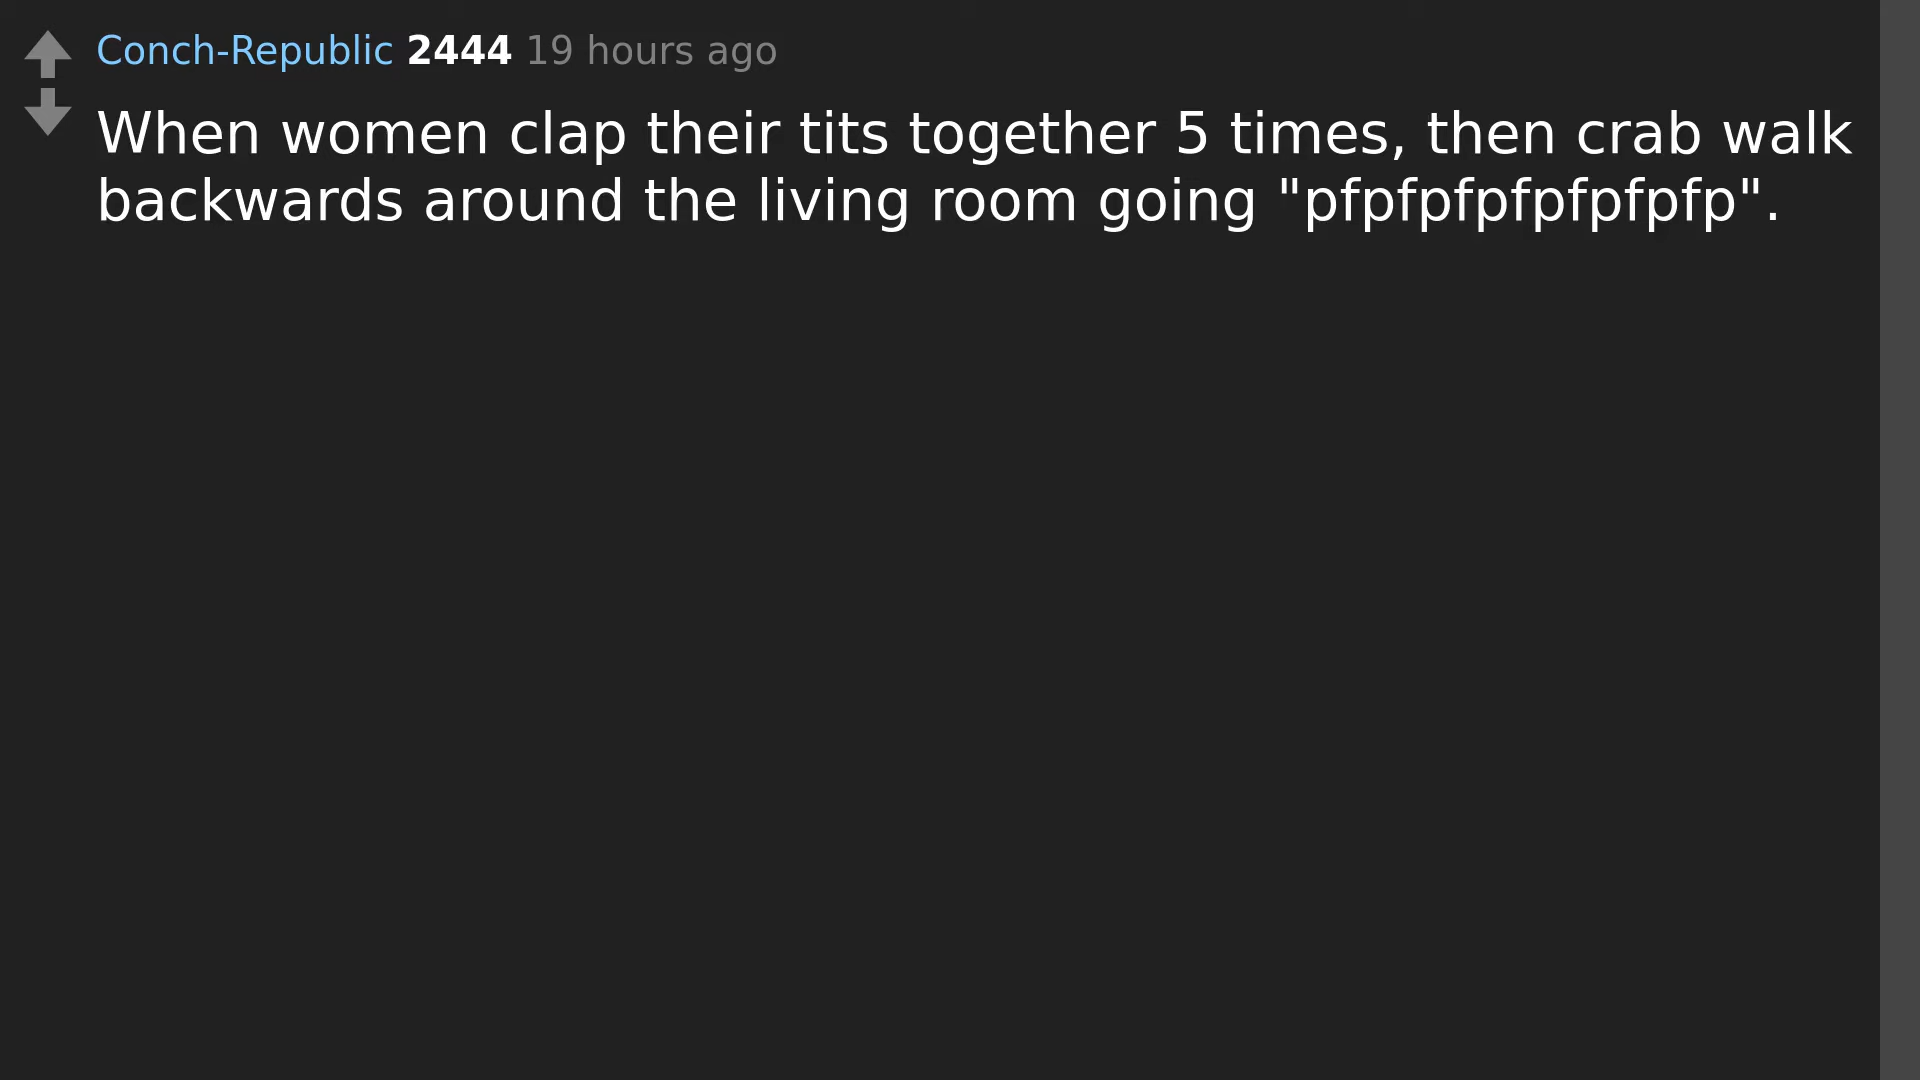 Conch-Republic 2444 19 hours ago
When women clap their tits together 5 times, then crab walk
backwards around the living room going "pfpfpfpfpfpfpfpfp".